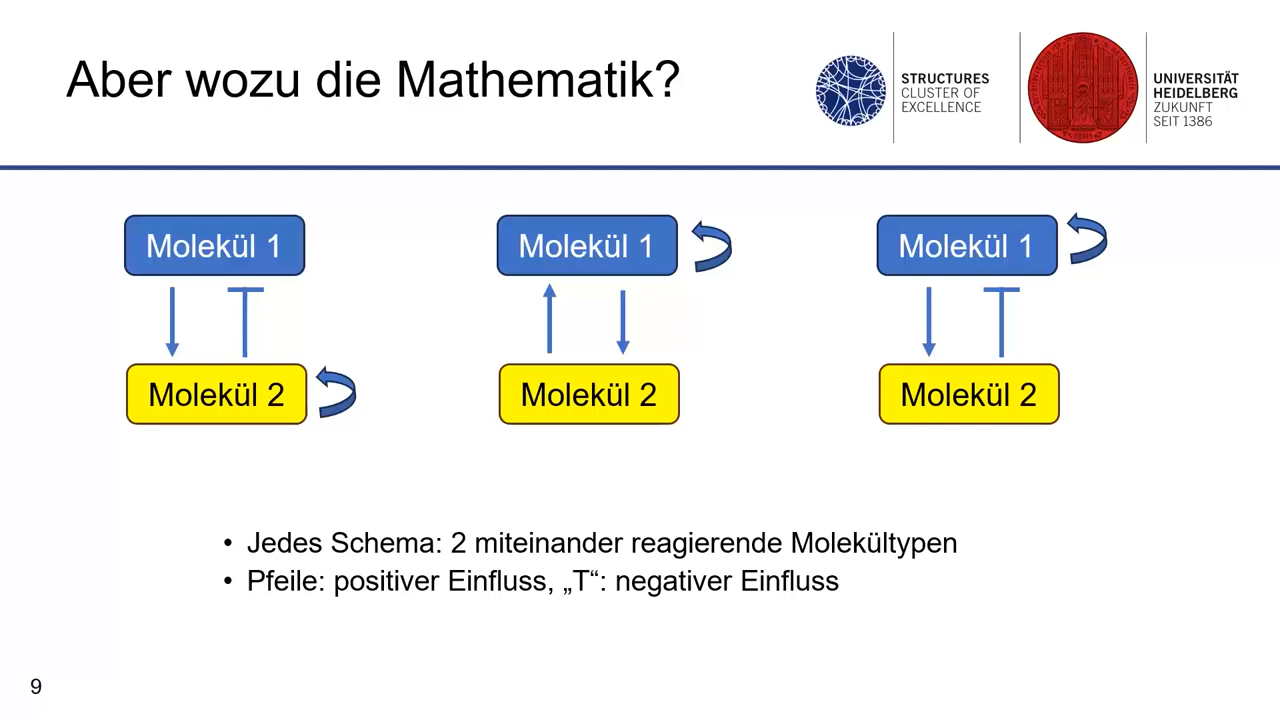 Aber wozu die Mathematik?
STRUCTURES
CLUSTER OF
EXCELLENCE
UNIVERSITÄT
HEIDELBERG
ZUKUNFT
SEIT 1386
Molekül 1
Molekül 1
Molekül 1
Molekül 2
Molekül 2
Molekül 2
• Jedes Schema: 2 miteinander reagierende Molekültypen
• Pfeile: positiver Einfluss, „T“: negativer Einfluss
9